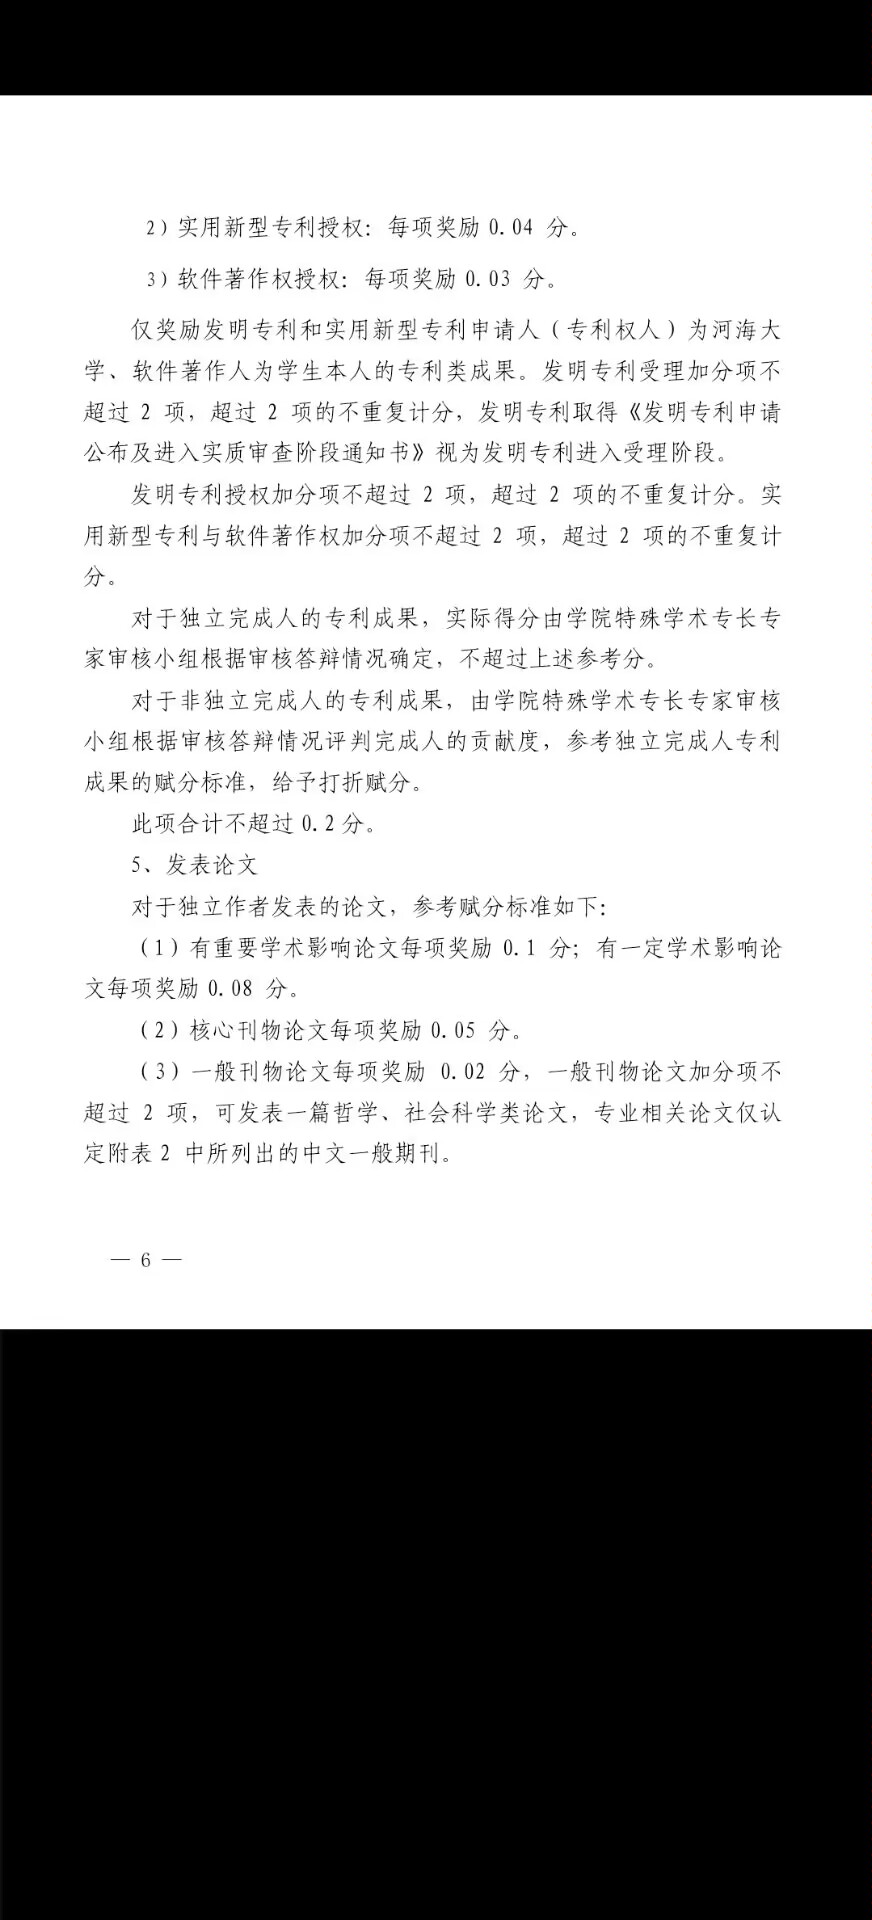 2）实用新型专利授权：每项奖励 0.04 分。
3）软件著作权授权：每项奖励 0.03 分。
仅奖励发明专利和实用新型专利申请人（专利权人）为河海大
学、软件著作人为学生本人的专利类成果。发明专利受理加分项不
超过 2 项，超过 2 项的不重复计分，发明专利取得《发明专利申请
公布及进入实质审查阶段通知书》视为发明专利进入受理阶段。
发明专利授权加分项不超过 2 项，超过 2 项的不重复计分。实
用新型专利与软件著作权加分项不超过 2 项，超过 2 项的不重复计
分。
对于独立完成人的专利成果，实际得分由学院特殊学术专长专
家审核小组根据审核答辩情况确定，不超过上述参考分。
对于非独立完成人的专利成果，由学院特殊学术专长专家审核
小组根据审核答辩情况评判完成人的贡献度，参考独立完成人专利
成果的赋分标准，给予打折赋分。
此项合计不超过 0.2 分。
5、发表论文
对于独立作者发表的论文，参考赋分标准如下：
（1）有重要学术影响论文每项奖励 0.1 分；有一定学术影响论
文每项奖励 0.08 分。
（2）核心刊物论文每项奖励 0.05 分。
（3）一般刊物论文每项奖励 0.02 分，一般刊物论文加分项不
超过 2 项，可发表一篇哲学、社会科学类论文，专业相关论文仅认
定附表 2 中所列出的中文一般期刊。
— 6 —